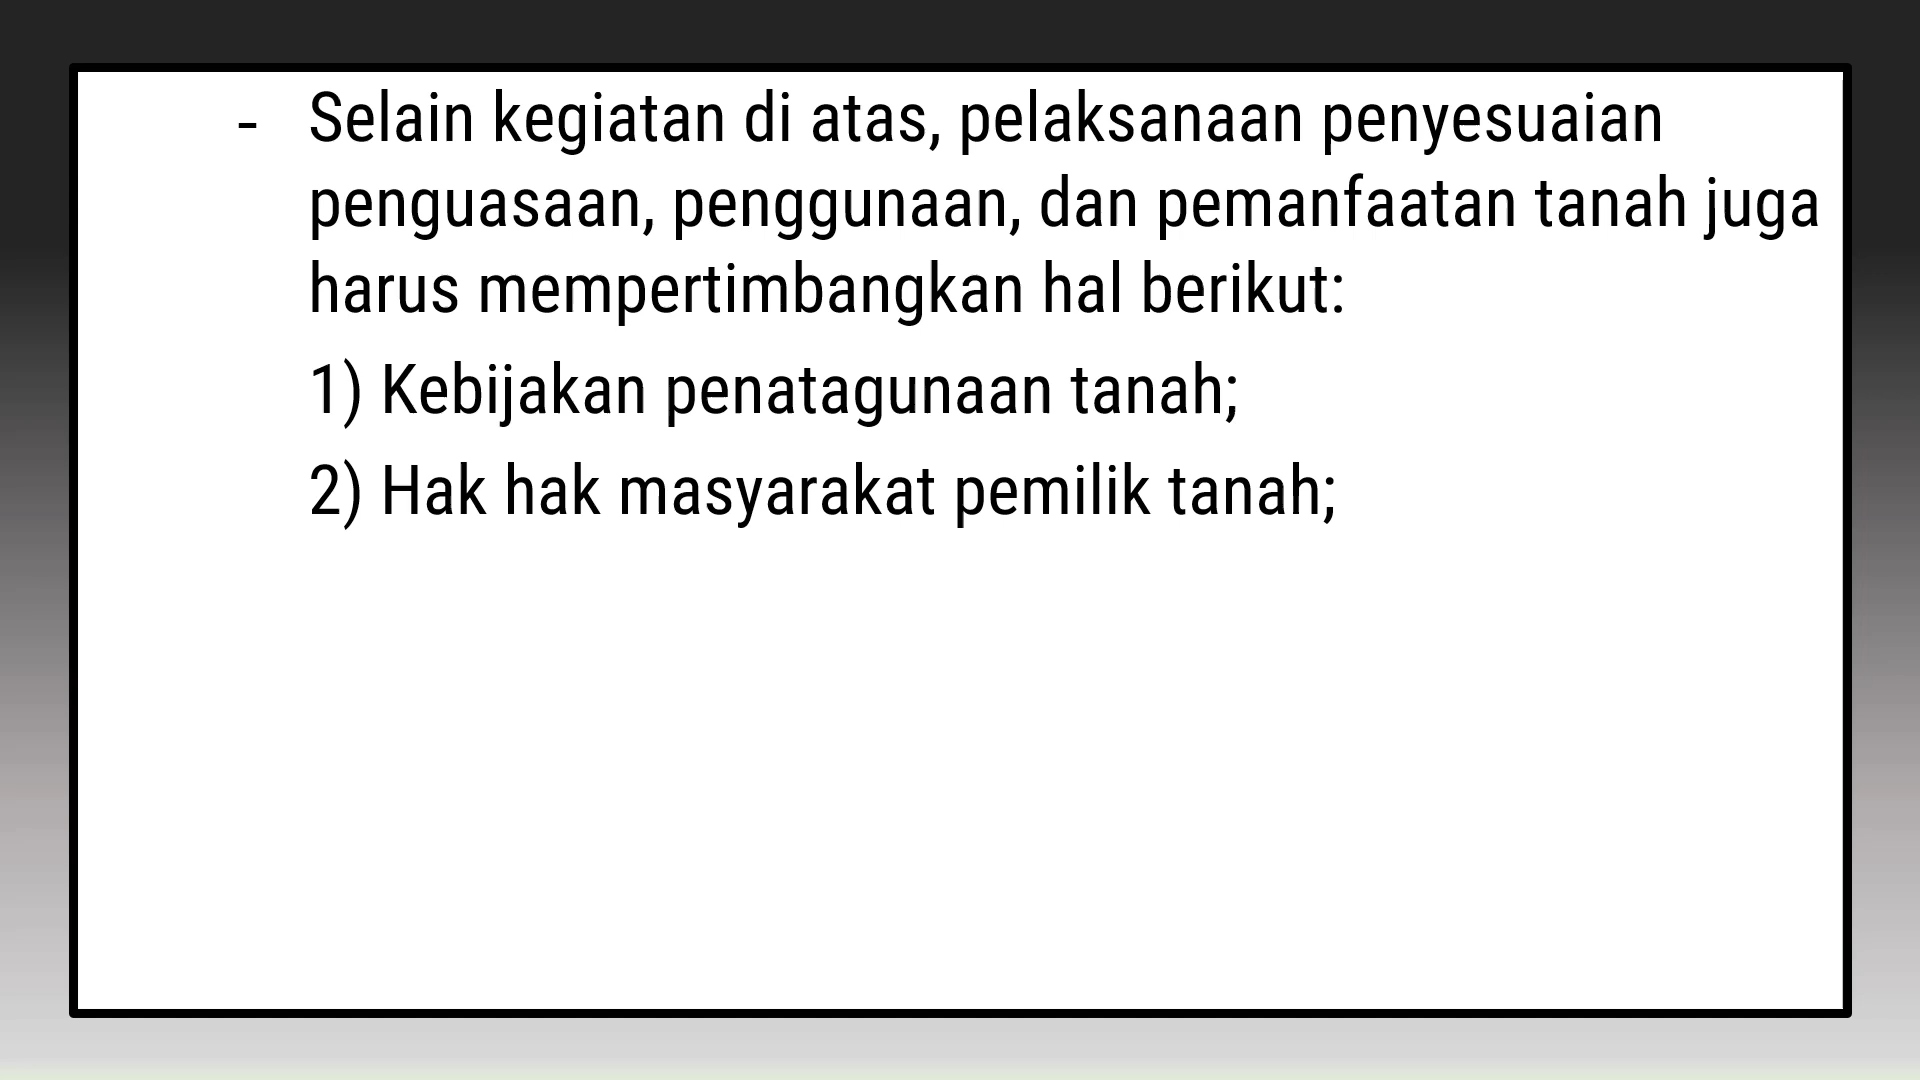 - Selain kegiatan di atas, pelaksanaan penyesuaian
penguasaan, penggunaan, dan pemanfaatan tanah juga
harus mempertimbangkan hal berikut:
1) Kebijakan penatagunaan tanah;
2) Hak hak masyarakat pemilik tanah;